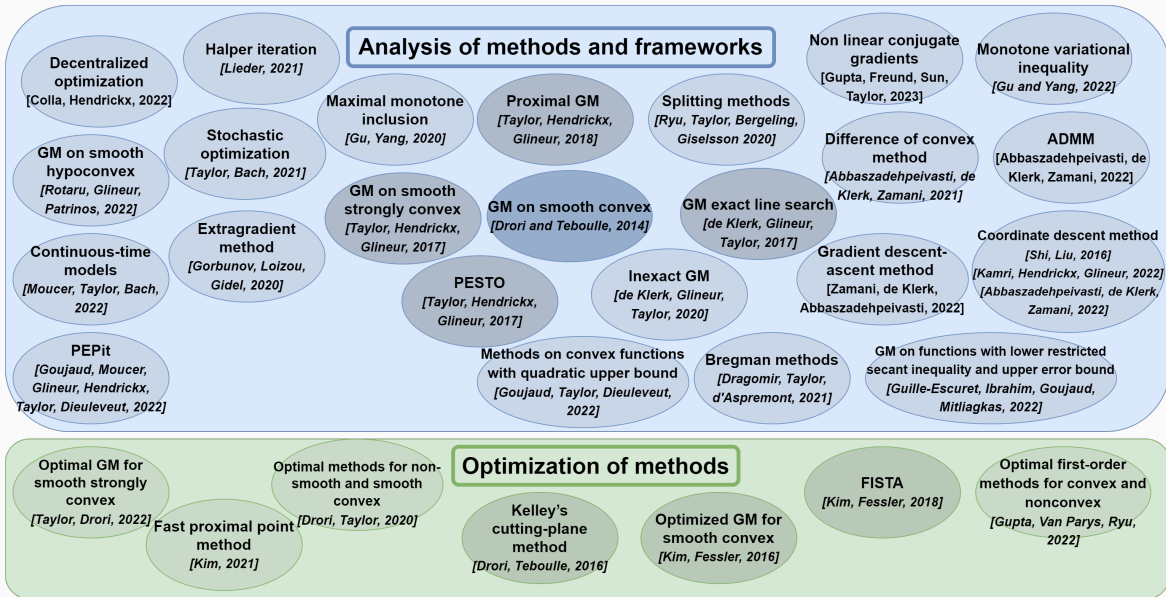 Analysis of methods and frameworks
Decentralized
optimization
[Colla, Hendrickx, 2022]
Halper iteration
[Lieder, 2021]
Maximal monotone
inclusion
[Gu, Yang, 2020]
Proximal GM
[Taylor, Hendrickx,
Glineur, 2018]
Splitting methods
[Ryu, Taylor, Bergeling,
Giselsson 2020]
Non linear conjugate
gradients
[Gupta, Freund, Sun,
Taylor, 2023]
Monotone variational
inequality
[Gu and Yang, 2022]
GM on smooth
hypoconvex
[Rotaru, Glineur,
Patrinos, 2022]
Stochastic
optimization
[Taylor, Bach, 2021]
GM on smooth
strongly convex
[Taylor, Hendrickx,
Glineur, 2017]
GM on smooth convex
[Drori and Teboulle, 2014]
GM exact line search
[de Klerk, Glineur,
Taylor, 2017]
Difference of convex
method
[Abbaszadehpeivasti, de
Klerk, Zamani, 2021]
ADMM
[Abbaszadehpeivasti, de
Klerk, Zamani, 2022]
Continuous-time
models
[Moucer, Taylor, Bach,
2022]
Extragradient
method
[Gorbunov, Loizou,
Gidel, 2020]
PESTO
[Taylor, Hendrickx,
Glineur, 2017]
Inexact GM
[de Klerk, Glineur,
Taylor, 2020]
Gradient descent-
ascent method
[Zamani, de Klerk,
Abbaszadehpeivasti, 2022]
Coordinate descent method
[Shi, Liu, 2016]
[Kamri, Hendrickx, Glineur, 2022]
[Abbaszadehpeivasti, de Klerk,
Zamani, 2022]
PEPit
[Goujaud, Moucer,
Glineur, Hendrickx,
Taylor, Dieuleveut, 2022]
Methods on convex functions
with quadratic upper bound
[Goujaud, Taylor, Dieuleveut,
2022]
Bregman methods
[Dragomir, Taylor,
d'Aspremont, 2021]
GM on functions with lower restricted
secant inequality and upper error bound
[Guille-Escuret, Ibrahim, Goujaud,
Mitliagkas, 2022]
Optimization of methods
Optimal GM for
smooth strongly
convex
[Taylor, Drori, 2022]
Fast proximal point
method
[Kim, 2021]
Optimal methods for non-
smooth and smooth
convex
[Drori, Taylor, 2020]
Kelley's
cutting-plane
method
[Drori, Teboulle, 2016]
Optimized GM for
smooth convex
[Kim, Fessler, 2016]
FISTA
[Kim, Fessler, 2018]
Optimal first-order
methods for convex and
nonconvex
[Gupta, Van Parys, Ryu,
2022]